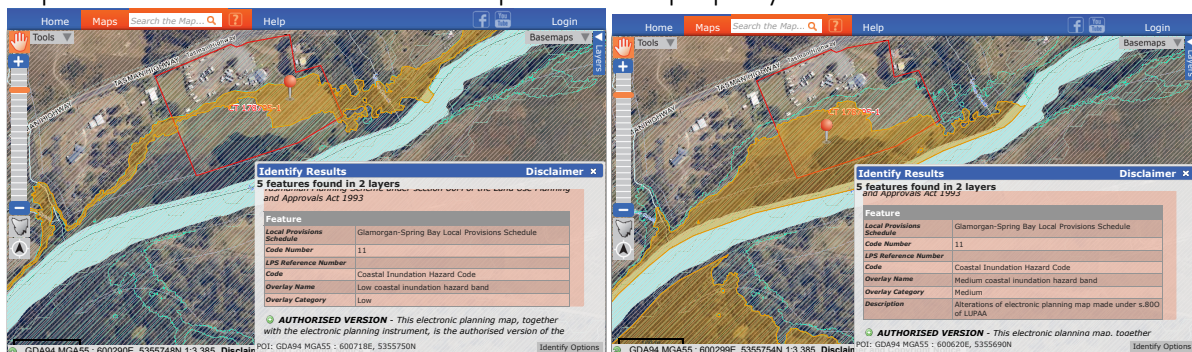 Home Maps Search the Map... ? Help Login
Tools Basemaps
Layers
TASMAN HIGHWAY
Tasman Highway
Identify Results Disclaimer ×
5 features found in 2 layers
and Approvals Act 1993
Feature
Local Provisions Schedule Glamorgan-Spring Bay Local Provisions Schedule
Code Number 11
LPS Reference Number
Code Coastal Inundation Hazard Code
Overlay Name Low coastal inundation hazard band
Overlay Category Low
AUTHORISED VERSION - This electronic planning map, together
with the electronic planning instrument, is the authorised version of the
POI: GDA94 MGA55 : 600718E, 5355750N
Identify Options
GDA94 MGA55 : 600290E, 5355748N 1:3,385 Disclai
Home Maps Search the Map... ? Help Login
Tools Basemaps
Layers
TASMAN HIGHWAY
Tasman Highway
Identify Results Disclaimer ×
5 features found in 2 layers
and Approvals Act 1993
Feature
Local Provisions Schedule Glamorgan-Spring Bay Local Provisions Schedule
Code Number 11
LPS Reference Number
Code Coastal Inundation Hazard Code
Overlay Name Medium coastal inundation hazard band
Overlay Category Medium
Description Alterations of electronic planning map made under s.80O
of LUPAA
AUTHORISED VERSION - This electronic planning map, together
POI: GDA94 MGA55 : 600620E, 5355690N
Identify Options
GDA94 MGA55 : 600299E, 5355754N 1:3,385 Disclai